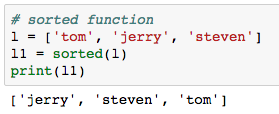 # sorted function
l = ['tom', 'jerry', 'steven']
l1 = sorted(l)
print(l1)
['jerry', 'steven', 'tom']